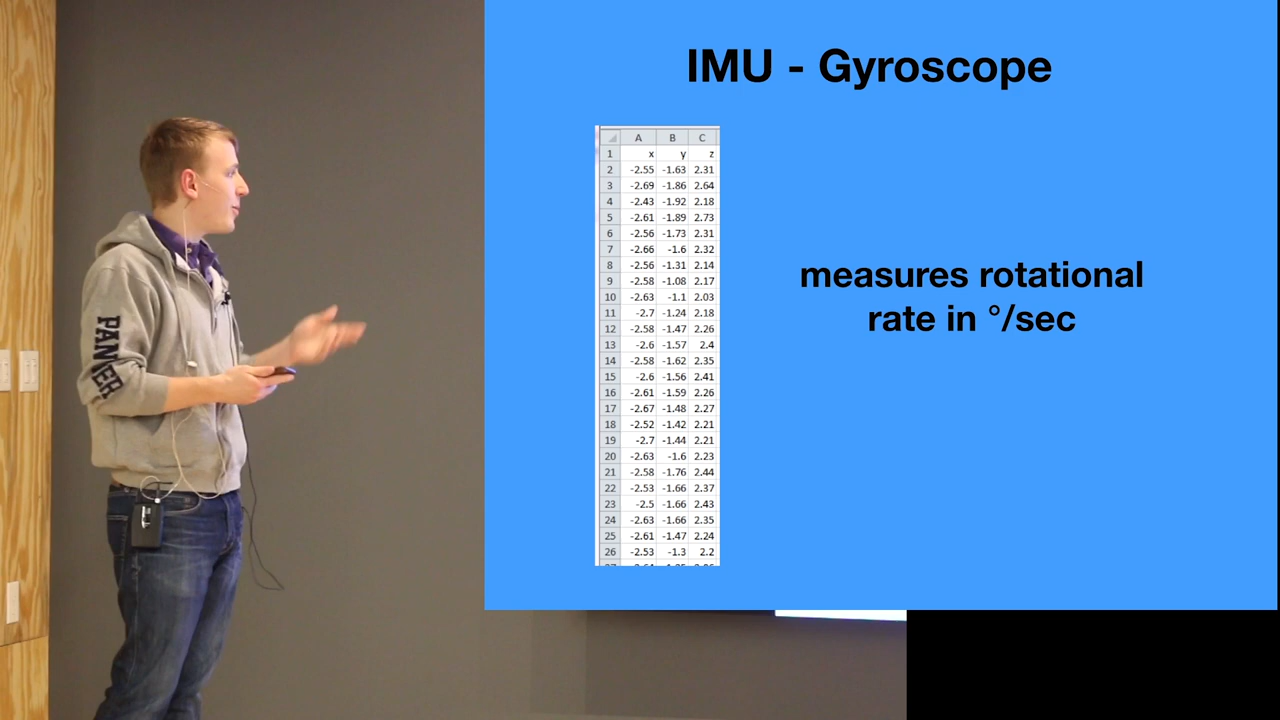 IMU - Gyroscope
A B C
1 x y z
2 -2.55 -1.63 2.31
3 -2.69 -1.86 2.64
4 -2.43 -1.92 2.18
5 -2.61 -1.89 2.73
6 -2.56 -1.73 2.31
7 -2.66 -1.6 2.32
8 -2.56 -1.31 2.14
9 -2.58 -1.08 2.17
10 -2.63 -1.1 2.03
11 -2.7 -1.24 2.18
12 -2.58 -1.47 2.26
13 -2.6 -1.57 2.4
14 -2.58 -1.62 2.35
15 -2.6 -1.56 2.41
16 -2.61 -1.59 2.26
17 -2.67 -1.48 2.27
18 -2.52 -1.42 2.21
19 -2.7 -1.44 2.21
20 -2.63 -1.6 2.23
21 -2.58 -1.76 2.44
22 -2.53 -1.66 2.37
23 -2.5 -1.66 2.43
24 -2.63 -1.66 2.35
25 -2.61 -1.47 2.24
26 -2.53 -1.3 2.2
measures rotational
rate in °/sec